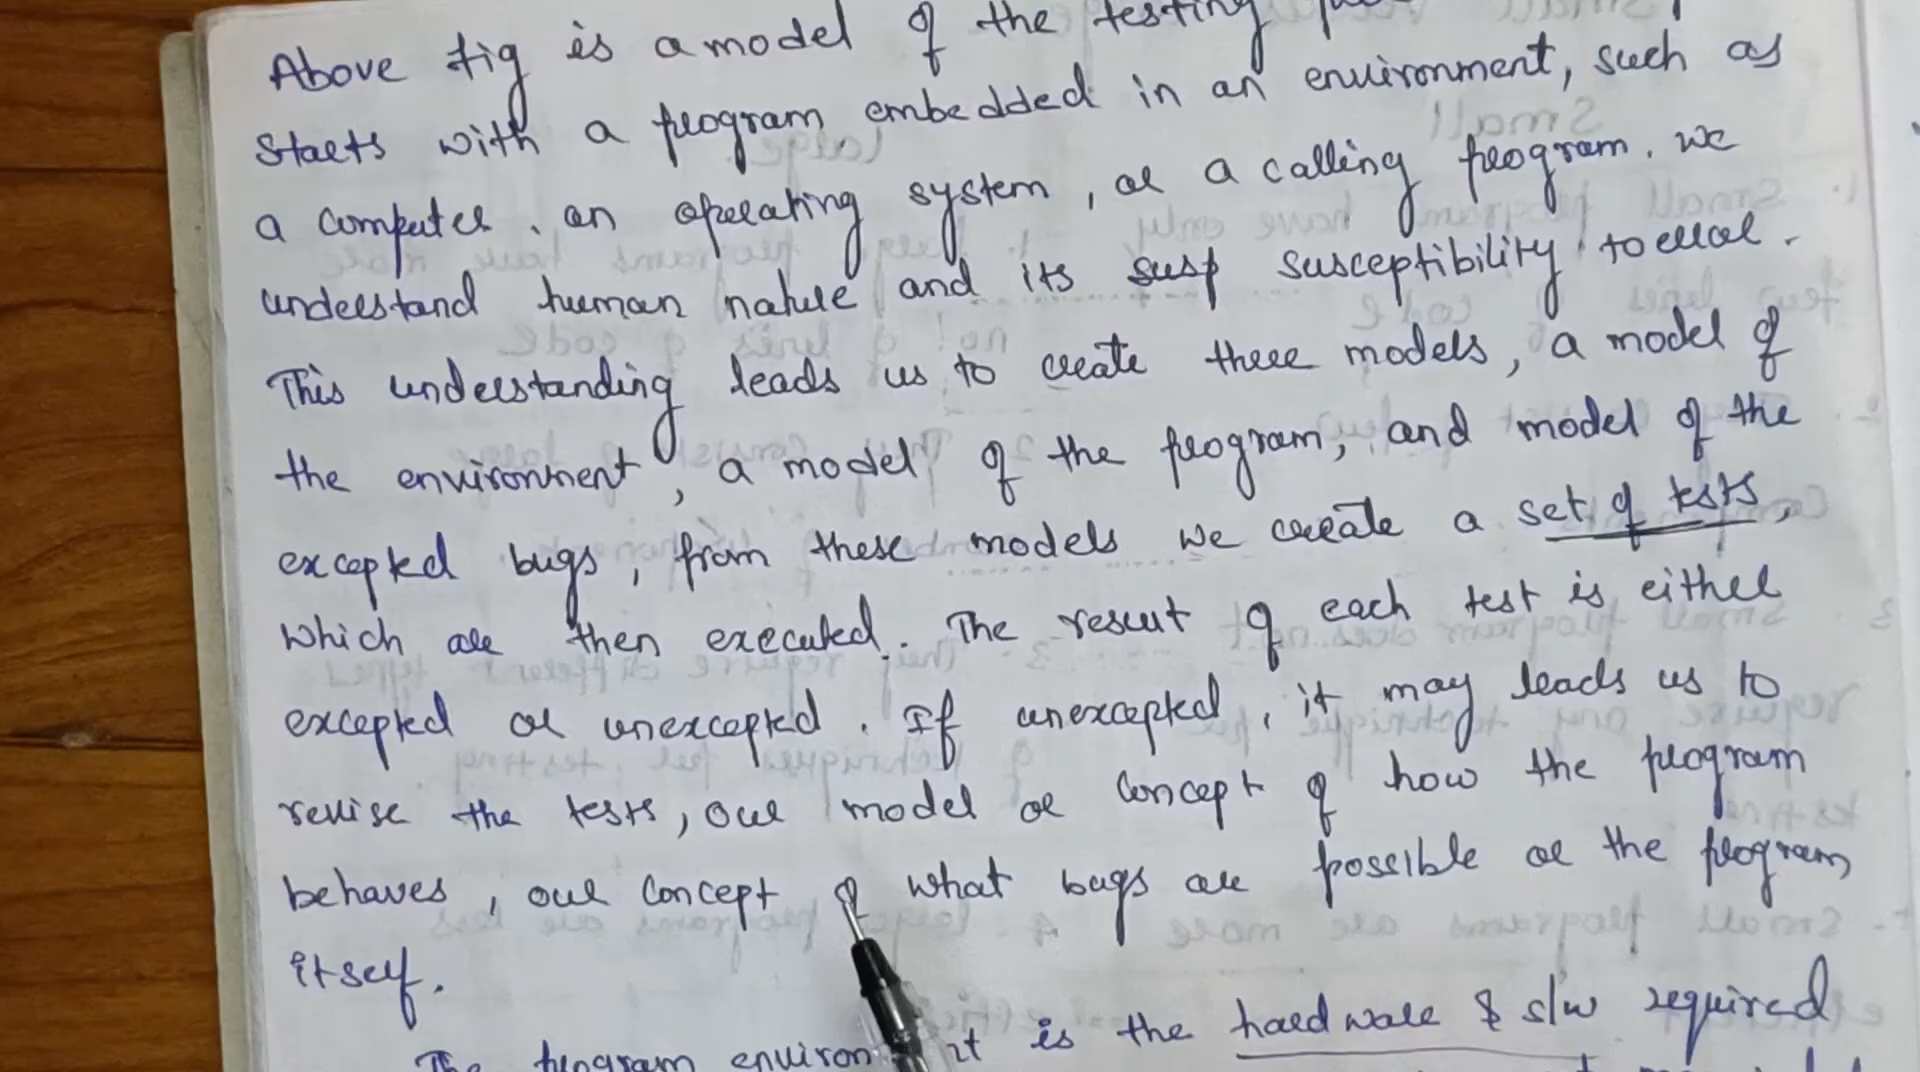 Above fig is a model of the testing
starts with a program embedded in an environment, such as
a computer, an operating system, or a calling program. We
understand human nature and its susp susceptibility to error.
This understanding leads us to create three models, a model of
the environment, a model of the program, and model of the
excepted bugs, from these models we create a set of tests,
which are then executed. The result of each test is either
excepted or unexcepted. If unexcepted, it may leads us to
revise the tests, our model or concept of how the program
behaves, our concept of what bugs are possible or the program
itself.
The program environ is the hardware & s/w required